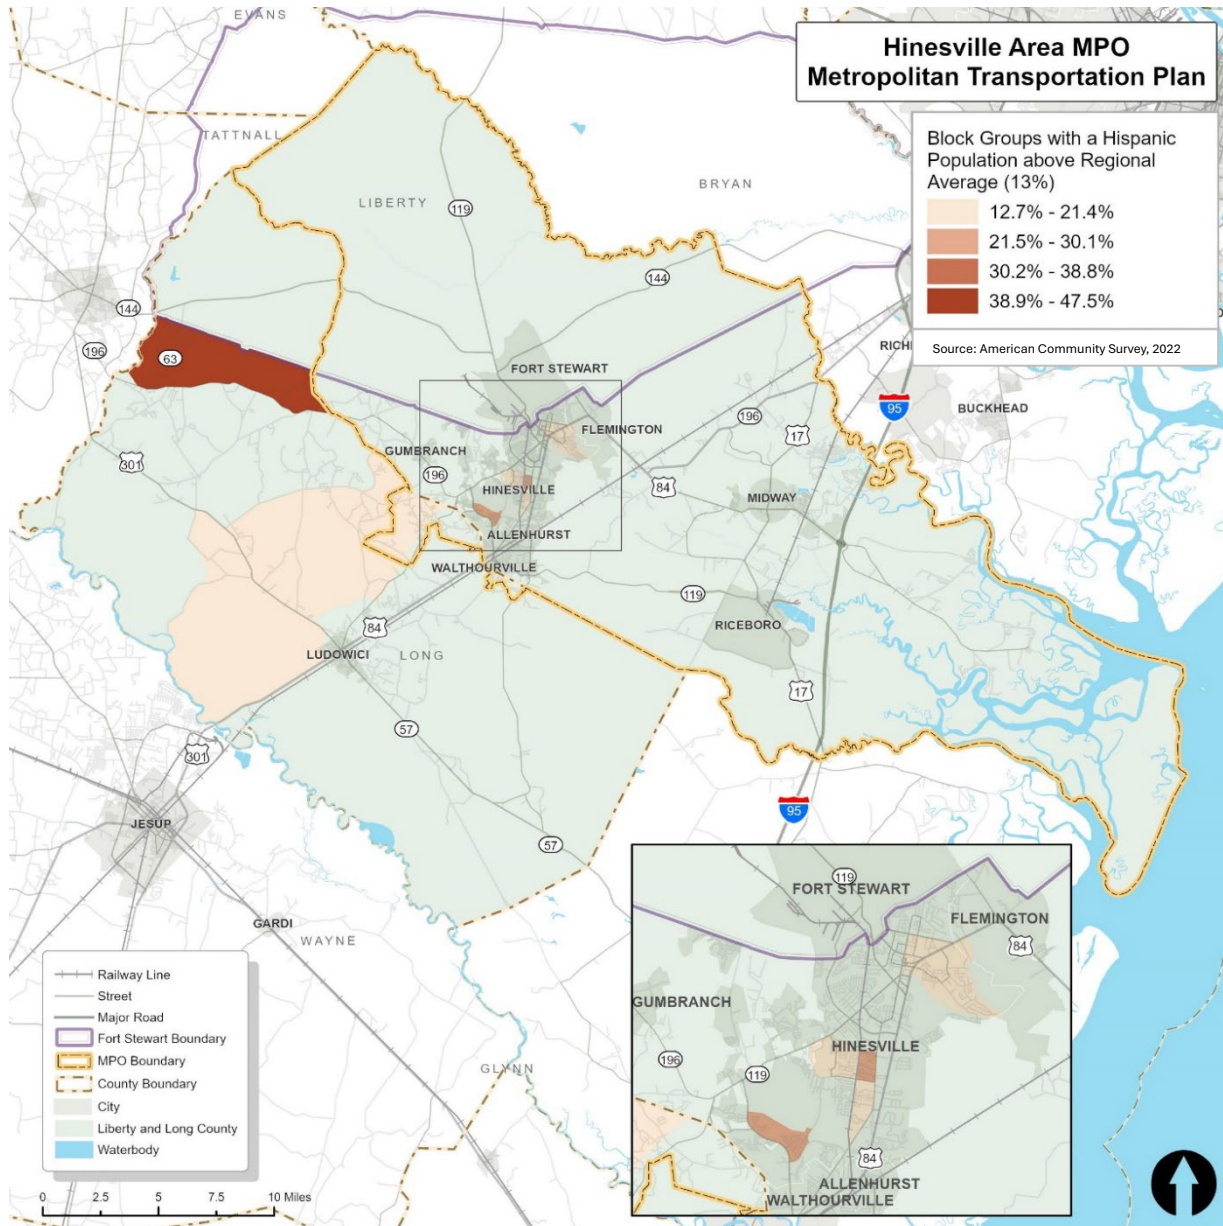 EVANS
Hinesville Area MPO
Metropolitan Transportation Plan
TATTNALL
Block Groups with a Hispanic
Population above Regional
Average (13%)
12.7% - 21.4%
21.5% - 30.1%
30.2% - 38.8%
38.9% - 47.5%
Source: American Community Survey, 2022
BRYAN
LIBERTY
119
144
144
196
63
RICH
FORT STEWART
95
BUCKHEAD
196
17
FLEMINGTON
GUMBRANCH
301
196
84
HINESVILLE
MIDWAY
ALLENHURST
WALTHOURVILLE
119
84
RICEBORO
LUDOWICI
LONG
17
57
301
95
JESUP
57
GARDI
WAYNE
GLYNN
119
FORT STEWART
FLEMINGTON
84
GUMBRANCH
HINESVILLE
196
119
84
ALLENHURST
WALTHOURVILLE
Railway Line
Street
Major Road
Fort Stewart Boundary
MPO Boundary
County Boundary
City
Liberty and Long County
Waterbody
0 2.5 5 7.5 10 Miles